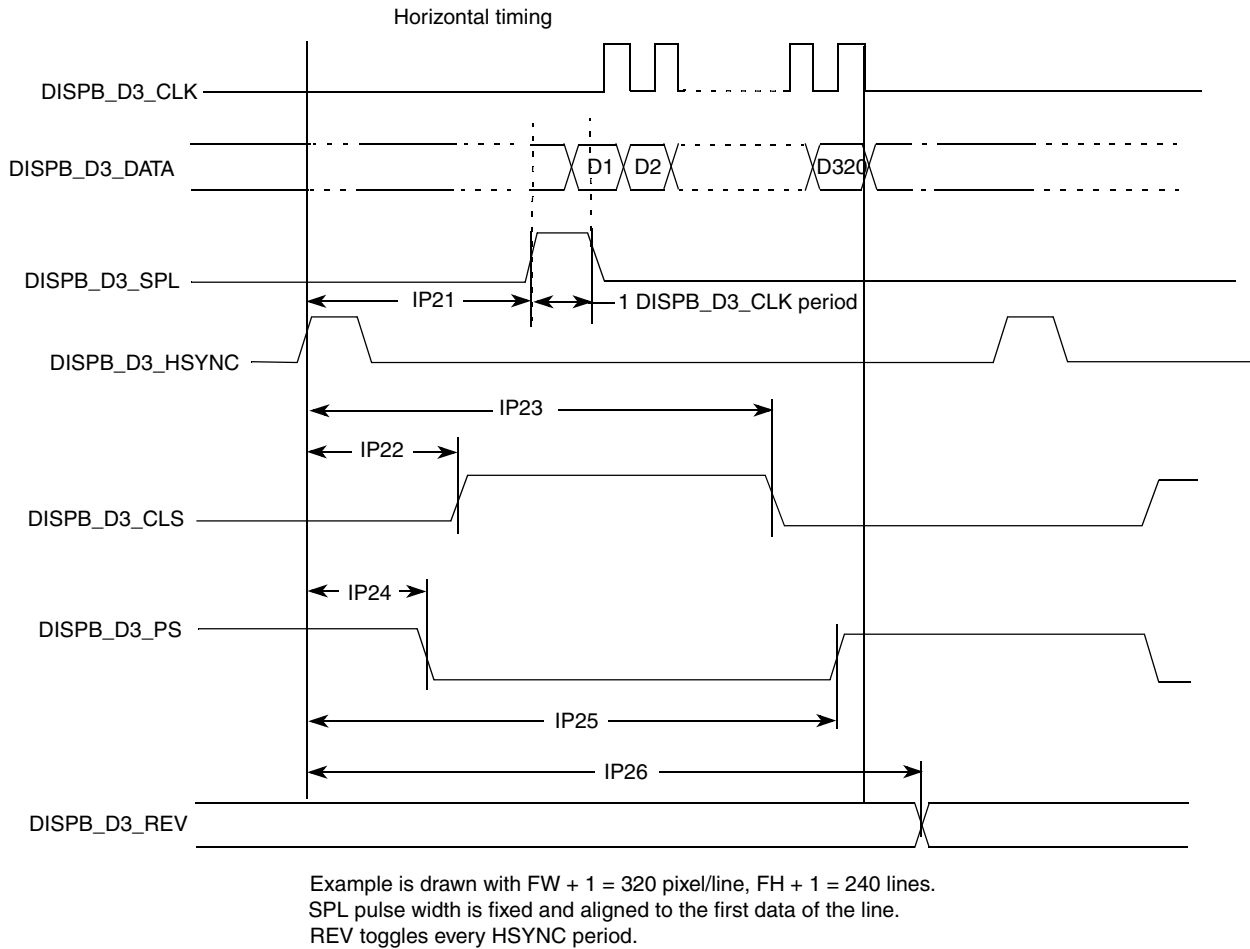 Horizontal timing
DISPB_D3_CLK
DISPB_D3_DATA
D1
D2
D320
DISPB_D3_SPL
IP21
1 DISPB_D3_CLK period
DISPB_D3_HSYNC
IP23
IP22
DISPB_D3_CLS
IP24
DISPB_D3_PS
IP25
IP26
DISPB_D3_REV
Example is drawn with FW + 1 = 320 pixel/line, FH + 1 = 240 lines.
SPL pulse width is fixed and aligned to the first data of the line.
REV toggles every HSYNC period.